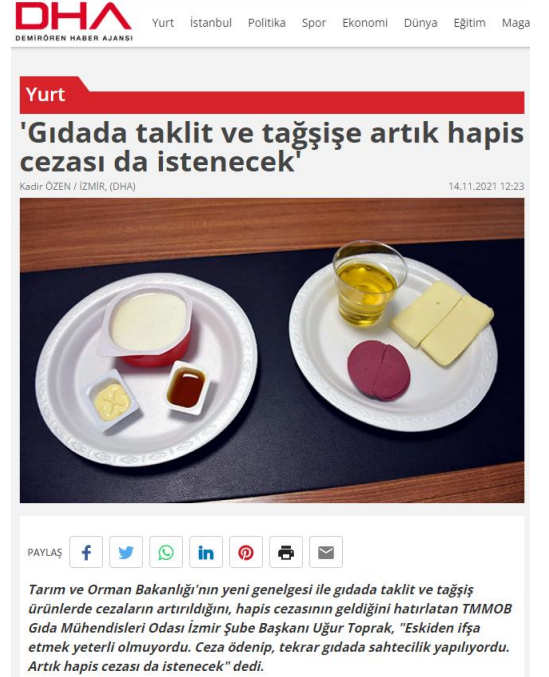 DHA
DEMİRÖREN HABER AJANSI
Yurt İstanbul Politika Spor Ekonomi Dünya Eğitim Maga
Yurt
'Gıdada taklit ve tağşişe artık hapis
cezası da istenecek'
Kadir ÖZEN / İZMİR, (DHA) 14.11.2021 12:23
PAYLAŞ
Tarım ve Orman Bakanlığı'nın yeni genelgesi ile gıdada taklit ve tağşiş
ürünlerde cezaların artırıldığını, hapis cezasının geldiğini hatırlatan TMMOB
Gıda Mühendisleri Odası İzmir Şube Başkanı Uğur Toprak, "Eskiden ifşa
etmek yeterli olmuyordu. Ceza ödenip, tekrar gıdada sahtecilik yapılıyordu.
Artık hapis cezası da istenecek" dedi.